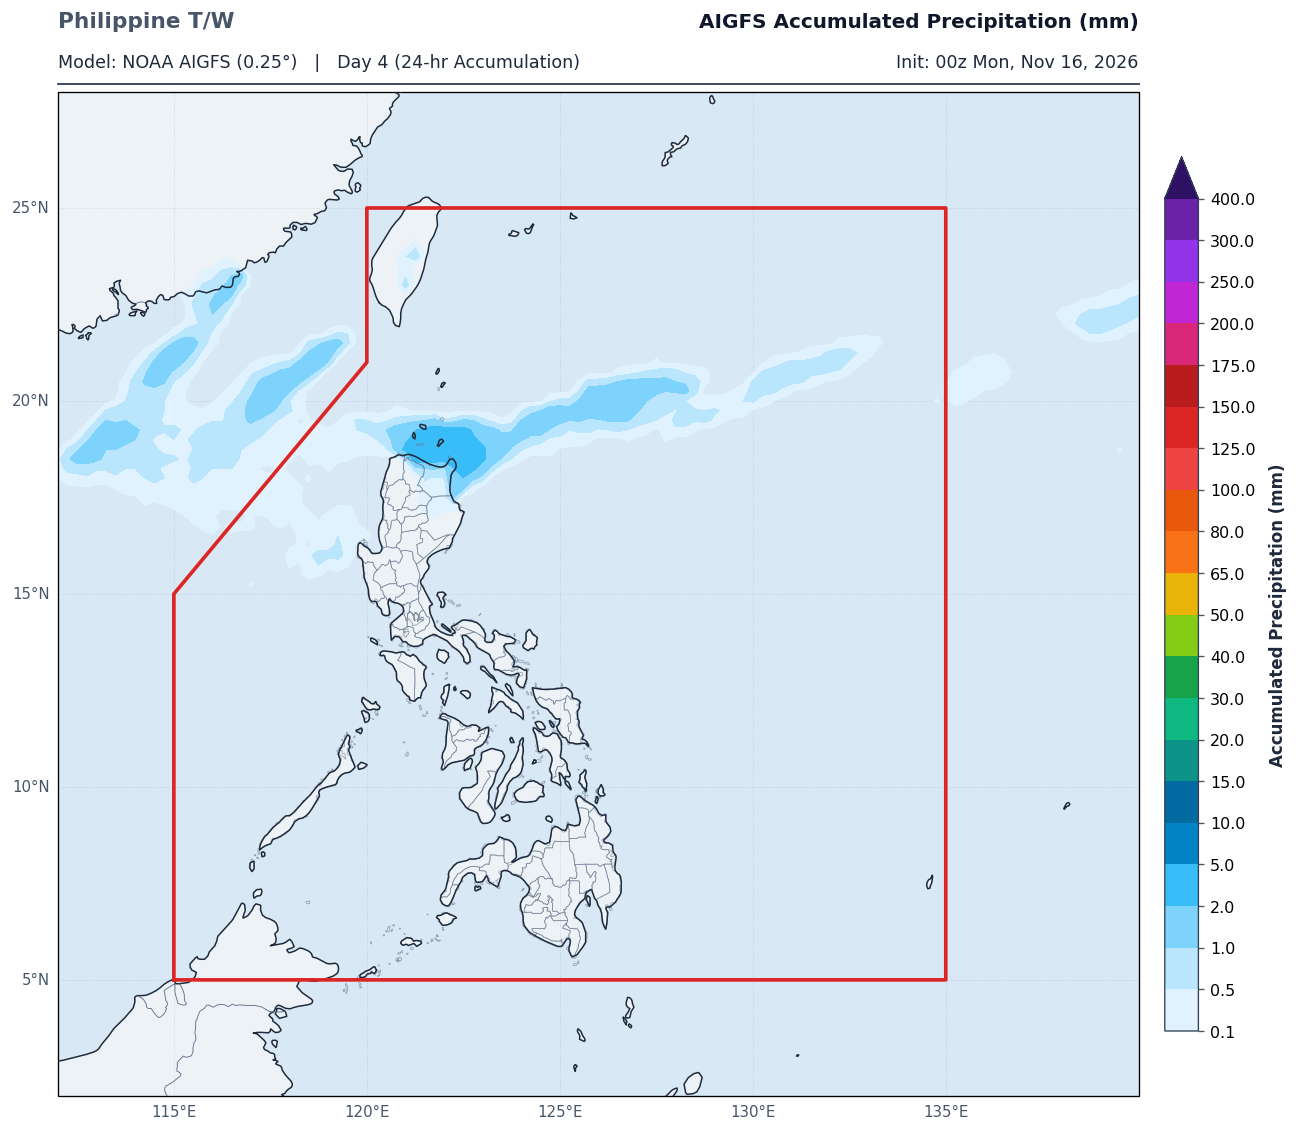 Philippine T/W
AIGFS Accumulated Precipitation (mm)
Model: NOAA AIGFS (0.25°)   |   Day 4 (24-hr Accumulation)
Init: 00z Mon, Nov 16, 2026
25°N
20°N
15°N
10°N
5°N
115°E
120°E
125°E
130°E
135°E
400.0
300.0
250.0
200.0
175.0
150.0
125.0
100.0
80.0
65.0
50.0
40.0
30.0
20.0
15.0
10.0
5.0
2.0
1.0
0.5
0.1
Accumulated Precipitation (mm)